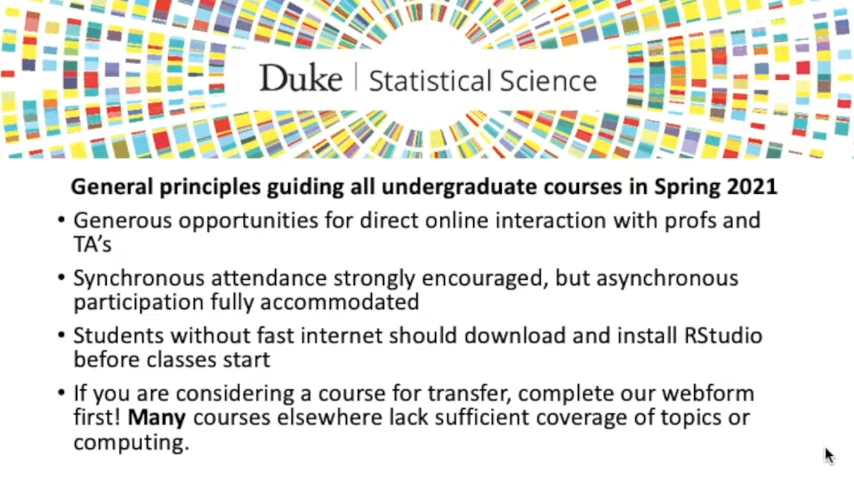 Duke | Statistical Science
General principles guiding all undergraduate courses in Spring 2021
• Generous opportunities for direct online interaction with profs and
TA's
• Synchronous attendance strongly encouraged, but asynchronous
participation fully accommodated
• Students without fast internet should download and install RStudio
before classes start
• If you are considering a course for transfer, complete our webform
first! Many courses elsewhere lack sufficient coverage of topics or
computing.